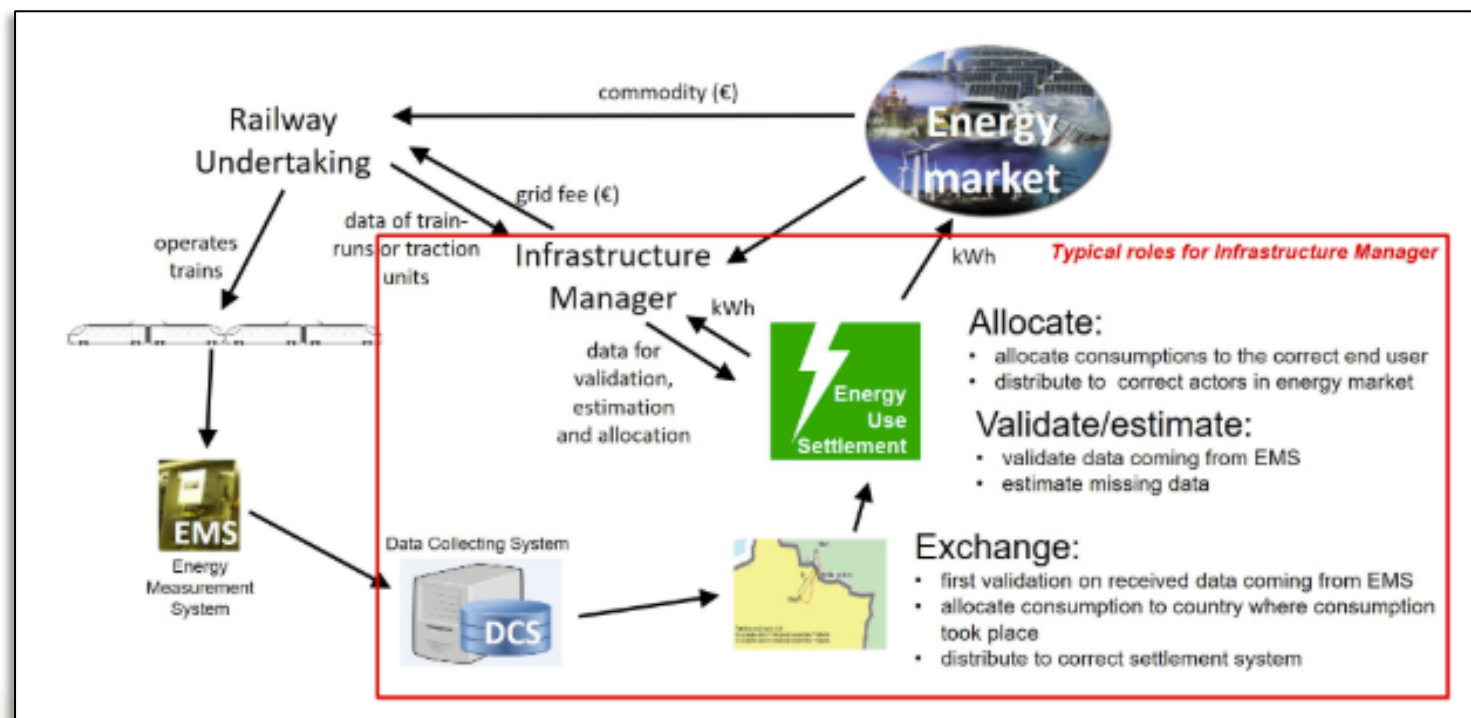 commodity (€)
Railway
Undertaking
Energy
market
grid fee (€)
data of train-
runs or traction
units
operates
trains
Infrastructure
Manager
Typical roles for Infrastructure Manager
kWh
kWh
data for
validation,
estimation
and allocation
Energy
Use
Settlement
Allocate:
• allocate consumptions to the correct end user
• distribute to correct actors in energy market
Validate/estimate:
• validate data coming from EMS
• estimate missing data
EMS
Energy
Measurement
System
Data Collecting System
DCS
Exchange:
• first validation on received data coming from EMS
• allocate consumption to country where consumption
took place
• distribute to correct settlement system